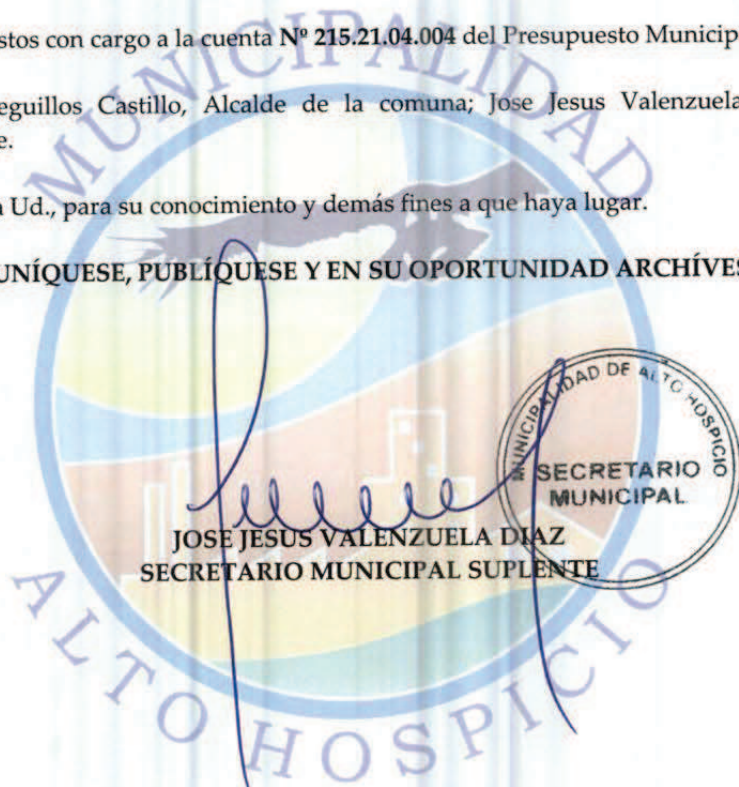 stos con cargo a la cuenta Nº 215.21.04.004 del Presupuesto Municip
eguillos Castillo, Alcalde de la comuna; Jose Jesus Valenzuela
e.
a Ud., para su conocimiento y demás fines a que haya lugar.
UNÍQUESE, PUBLÍQUESE Y EN SU OPORTUNIDAD ARCHÍVES
MUNICIPALIDAD DE ALTO HOSPICIO
SECRETARIO
MUNICIPAL
JOSE JESUS VALENZUELA DIAZ
SECRETARIO MUNICIPAL SUPLENTE
MUNICIPALIDAD
ALTO HOSPICIO